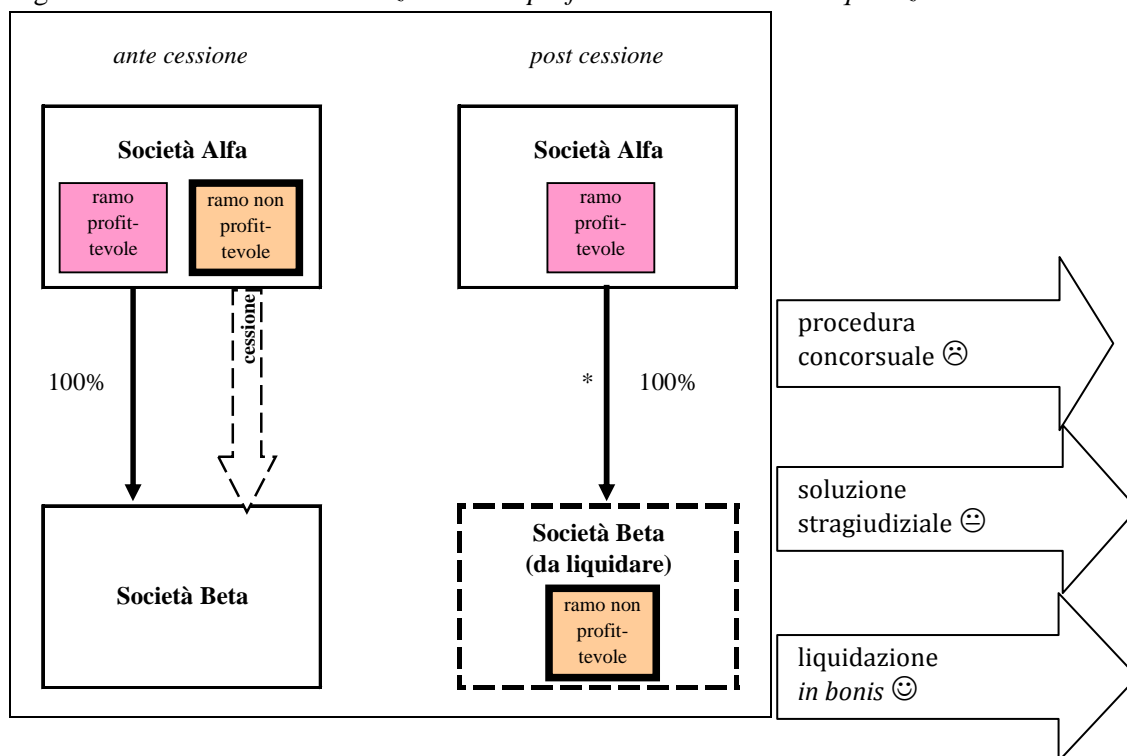 ante cessione
post cessione
Società Alfa
ramo
profit-
tevole
ramo non
profit-
tevole
Società Alfa
ramo
profit-
tevole
cessione
100%
* 100%
procedura
concorsuale ☹
soluzione
stragiudiziale 😐
liquidazione
in bonis ☺
Società Beta
Società Beta
(da liquidare)
ramo non
profit-
tevole